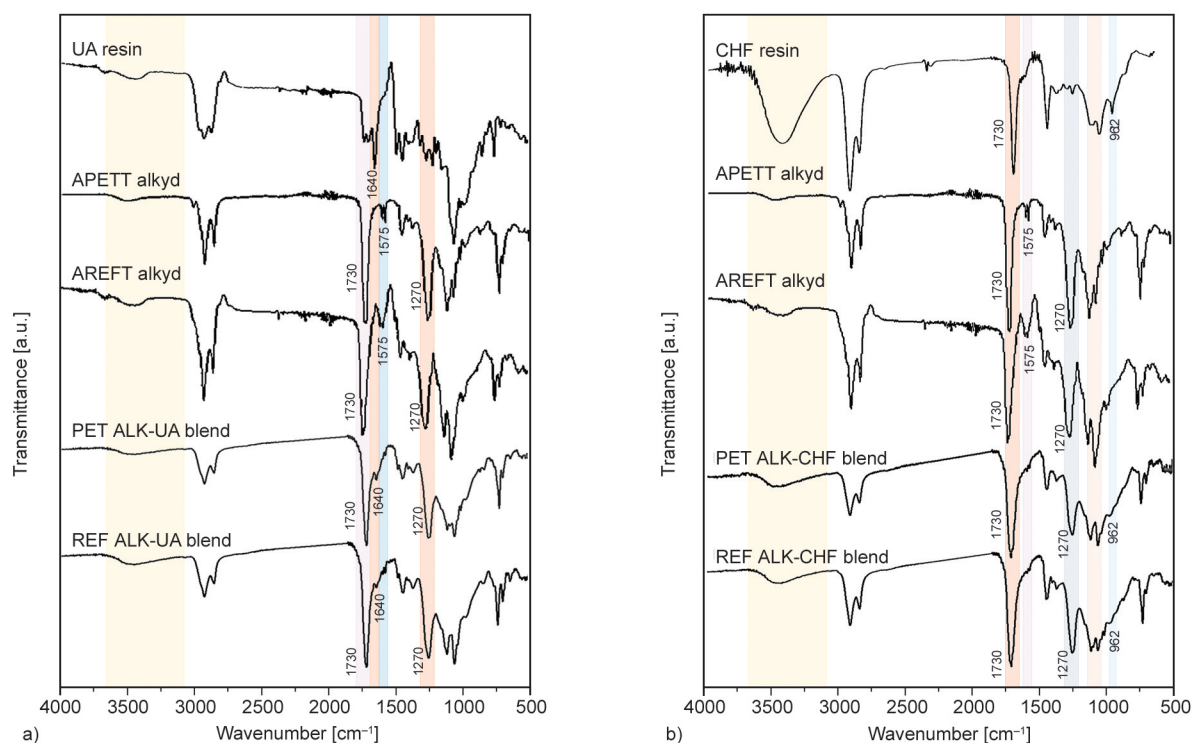 UA resin
1640
APETT alkyd
1575
1730
1270
AREFT alkyd
1575
1730
1270
PET ALK-UA blend
1640
1730
1270
REF ALK-UA blend
1640
1730
1270
Transmittance [a.u.]
4000 3500 3000 2500 2000 1500 1000 500
Wavenumber [cm⁻¹]
a)
CHF resin
1730
962
APETT alkyd
1575
1730
1270
AREFT alkyd
1575
1730
1270
PET ALK-CHF blend
1730
1270
962
REF ALK-CHF blend
1730
1270
962
Transmittance [a.u.]
4000 3500 3000 2500 2000 1500 1000 500
Wavenumber [cm⁻¹]
b)